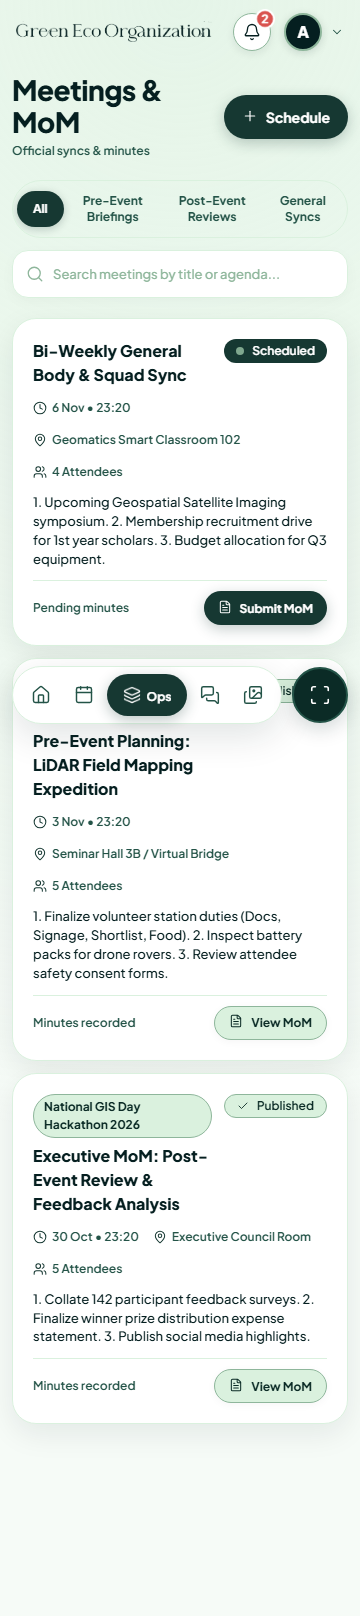 Green Eco Organization
2
A
Meetings &
MoM
Official syncs & minutes
+ Schedule
All
Pre-Event
Briefings
Post-Event
Reviews
General
Syncs
Search meetings by title or agenda...
Bi-Weekly General
Body & Squad Sync
Scheduled
6 Nov • 23:20
Geomatics Smart Classroom 102
4 Attendees
1. Upcoming Geospatial Satellite Imaging
symposium. 2. Membership recruitment drive
for 1st year scholars. 3. Budget allocation for Q3
equipment.
Pending minutes
Submit MoM
Ops
Pre-Event Planning:
LiDAR Field Mapping
Expedition
3 Nov • 23:20
Seminar Hall 3B / Virtual Bridge
5 Attendees
1. Finalize volunteer station duties (Docs,
Signage, Shortlist, Food). 2. Inspect battery
packs for drone rovers. 3. Review attendee
safety consent forms.
Minutes recorded
View MoM
National GIS Day
Hackathon 2026
Published
Executive MoM: Post-
Event Review &
Feedback Analysis
30 Oct • 23:20
Executive Council Room
5 Attendees
1. Collate 142 participant feedback surveys. 2.
Finalize winner prize distribution expense
statement. 3. Publish social media highlights.
Minutes recorded
View MoM